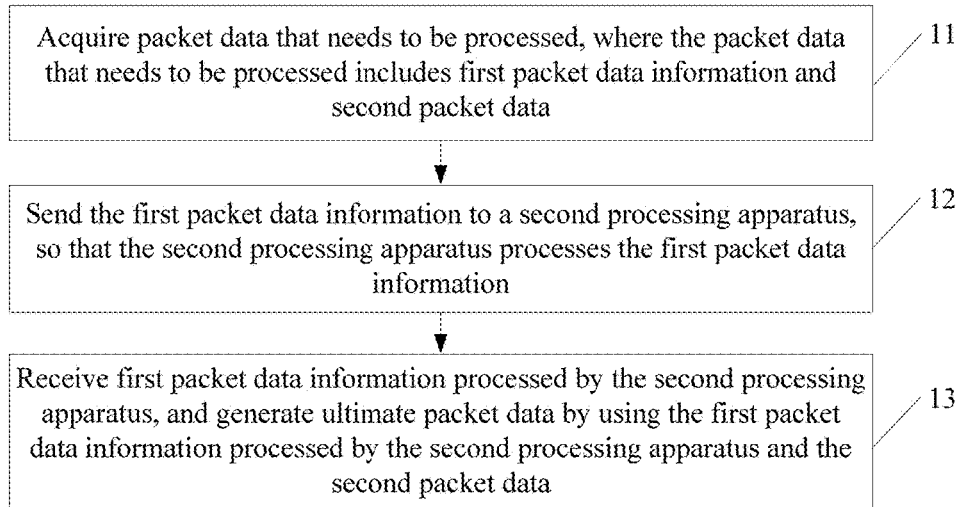 Acquire packet data that needs to be processed, where the packet data
that needs to be processed includes first packet data information and
second packet data
11
Send the first packet data information to a second processing apparatus,
so that the second processing apparatus processes the first packet data
information
12
Receive first packet data information processed by the second processing
apparatus, and generate ultimate packet data by using the first packet
data information processed by the second processing apparatus and the
second packet data
13